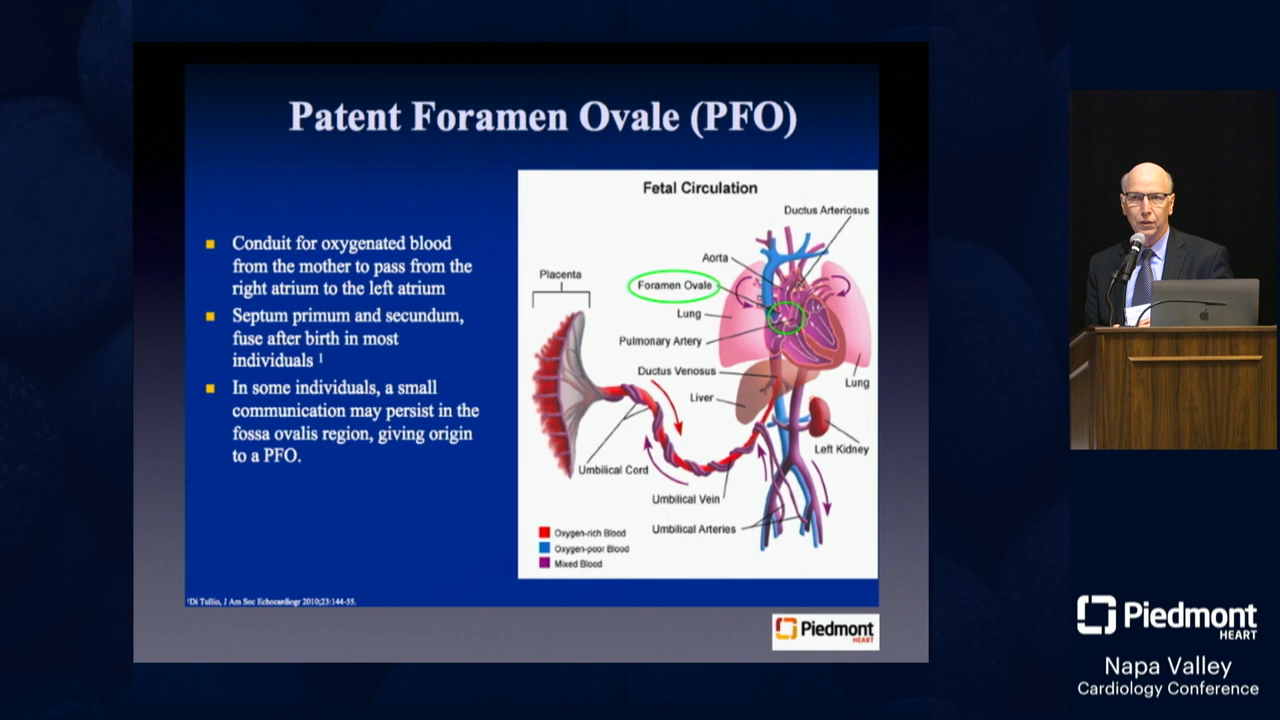 Patent Foramen Ovale (PFO)
Conduit for oxygenated blood
from the mother to pass from the
right atrium to the left atrium
Septum primum and secundum,
fuse after birth in most
individuals 1
In some individuals, a small
communication may persist in the
fossa ovalis region, giving origin
to a PFO.
Fetal Circulation
Ductus Arteriosus
Aorta
Placenta
Foramen Ovale
Lung
Pulmonary Artery
Ductus Venosus
Lung
Liver
Left Kidney
Umbilical Cord
Umbilical Vein
Umbilical Arteries
Oxygen-rich Blood
Oxygen-poor Blood
Mixed Blood
1Di Tullio, J Am Soc Echocardiogr 2010;23:144-55.
Piedmont
HEART
Piedmont
HEART
Napa Valley
Cardiology Conference